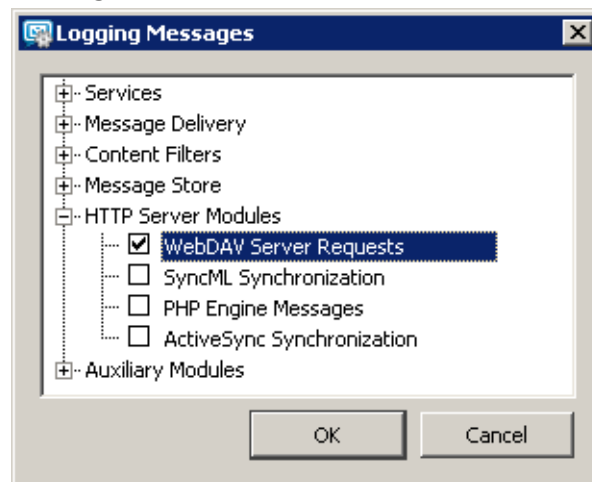 Logging Messages
Services
Message Delivery
Content Filters
Message Store
HTTP Server Modules
WebDAV Server Requests
SyncML Synchronization
PHP Engine Messages
ActiveSync Synchronization
Auxiliary Modules
OK Cancel